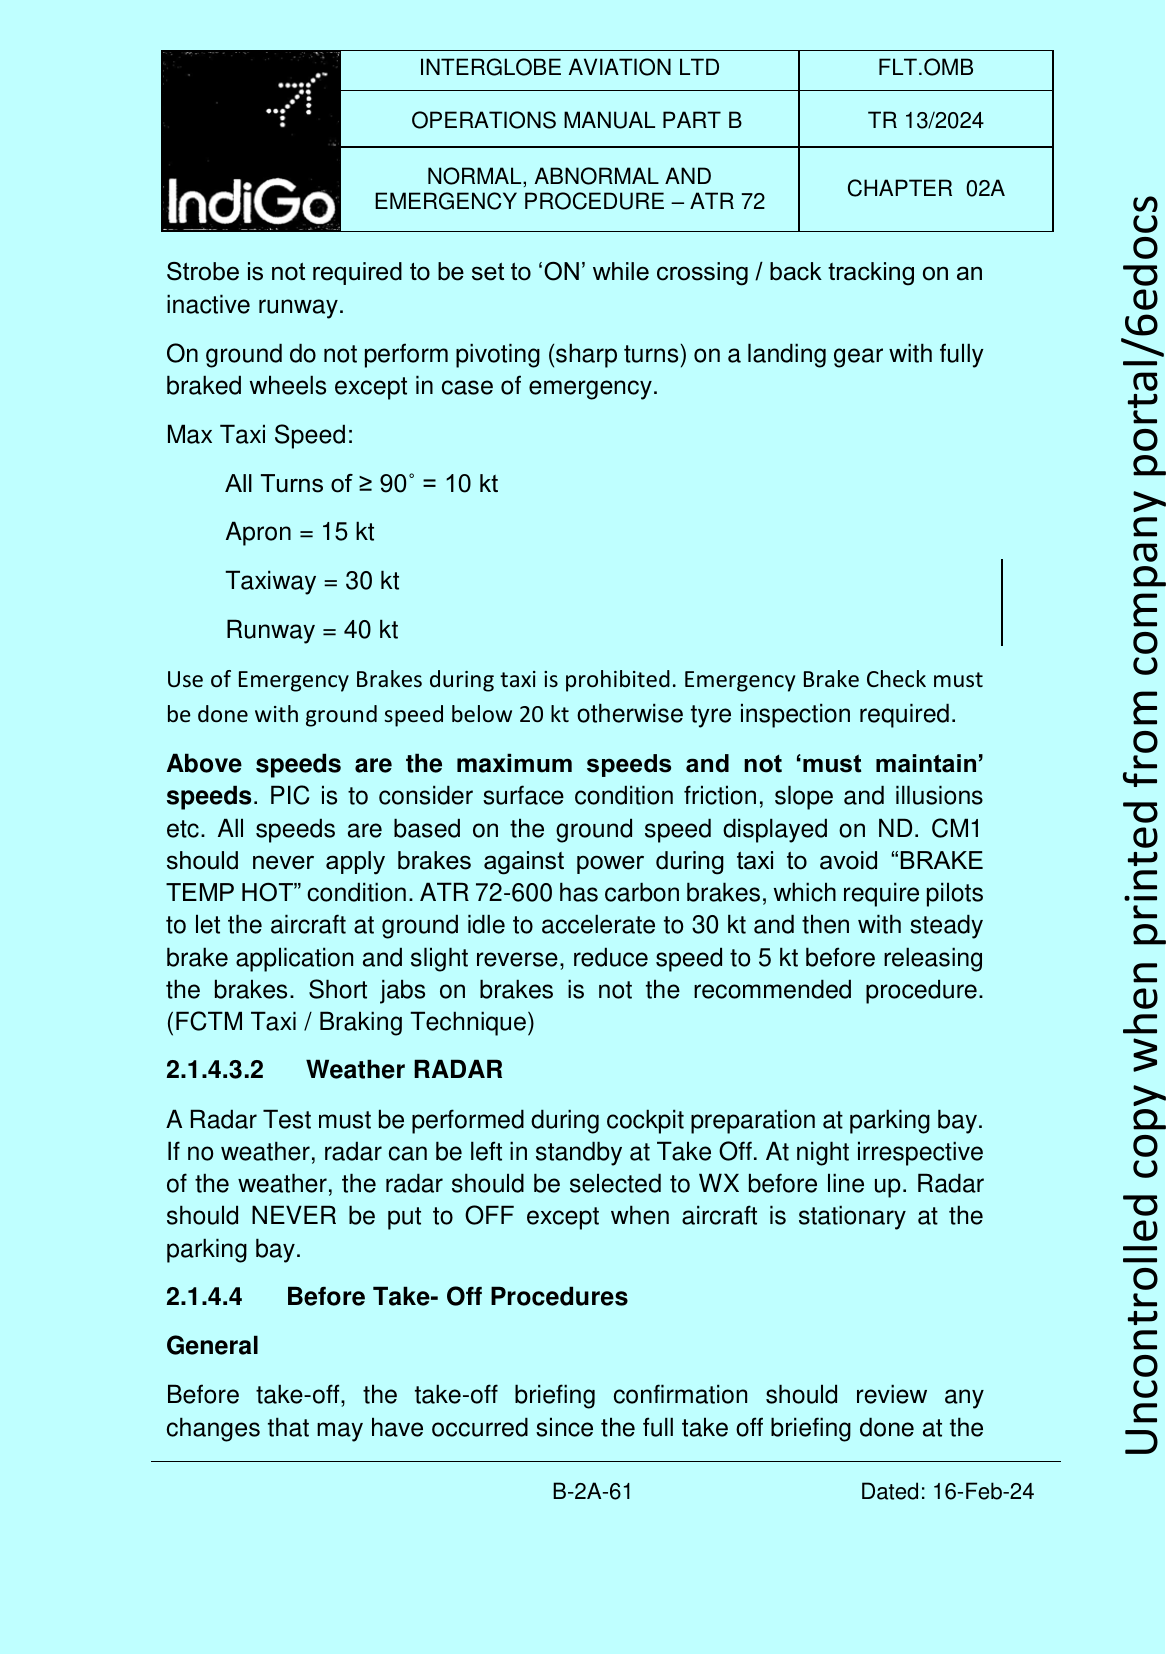 IndiGo
INTERGLOBE AVIATION LTD
FLT.OMB
OPERATIONS MANUAL PART B
TR 13/2024
NORMAL, ABNORMAL AND
EMERGENCY PROCEDURE – ATR 72
CHAPTER 02A
Strobe is not required to be set to ‘ON’ while crossing / back tracking on an
inactive runway.
On ground do not perform pivoting (sharp turns) on a landing gear with fully
braked wheels except in case of emergency.
Max Taxi Speed:
All Turns of ≥ 90˚ = 10 kt
Apron = 15 kt
Taxiway = 30 kt
Runway = 40 kt
Use of Emergency Brakes during taxi is prohibited. Emergency Brake Check must
be done with ground speed below 20 kt otherwise tyre inspection required.
Above speeds are the maximum speeds and not ‘must maintain’
speeds. PIC is to consider surface condition friction, slope and illusions
etc. All speeds are based on the ground speed displayed on ND. CM1
should never apply brakes against power during taxi to avoid “BRAKE
TEMP HOT” condition. ATR 72-600 has carbon brakes, which require pilots
to let the aircraft at ground idle to accelerate to 30 kt and then with steady
brake application and slight reverse, reduce speed to 5 kt before releasing
the brakes. Short jabs on brakes is not the recommended procedure.
(FCTM Taxi / Braking Technique)
2.1.4.3.2 Weather RADAR
A Radar Test must be performed during cockpit preparation at parking bay.
If no weather, radar can be left in standby at Take Off. At night irrespective
of the weather, the radar should be selected to WX before line up. Radar
should NEVER be put to OFF except when aircraft is stationary at the
parking bay.
2.1.4.4 Before Take- Off Procedures
General
Before take-off, the take-off briefing confirmation should review any
changes that may have occurred since the full take off briefing done at the
B-2A-61
Dated: 16-Feb-24
Uncontrolled copy when printed from company portal/6edocs